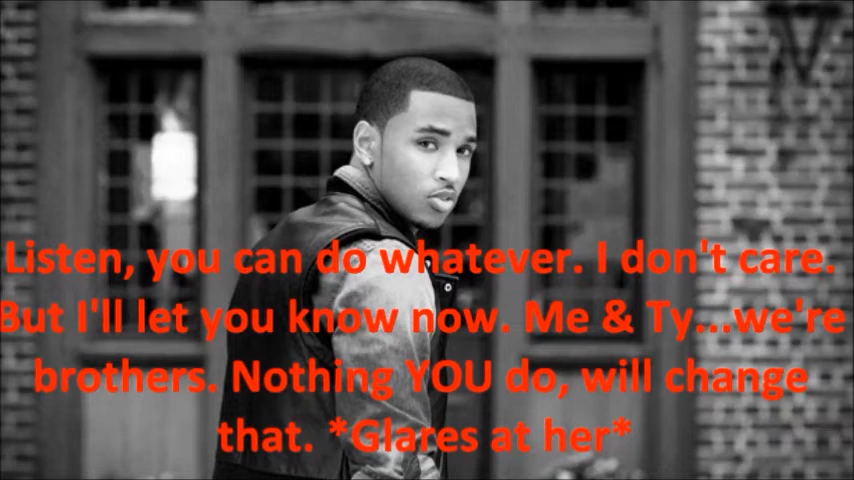 Listen, you can do whatever. I don't care.
But I'll let you know now. Me & Ty...we're
brothers. Nothing YOU do, will change
that. *Glares at her*